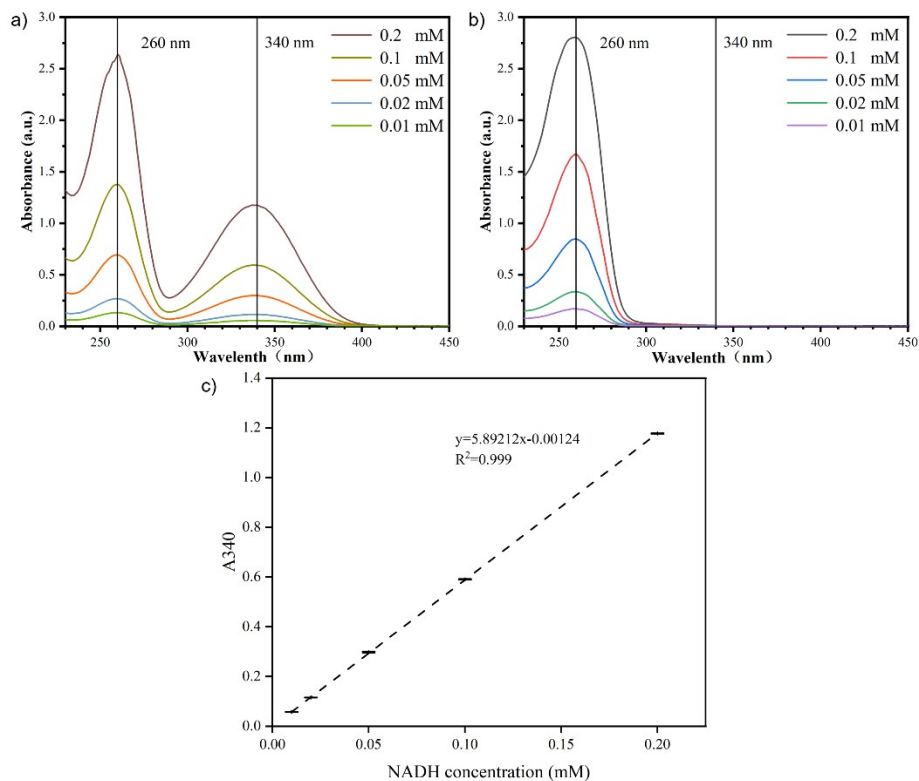 a)
260 nm
340 nm
0.2 mM
0.1 mM
0.05 mM
0.02 mM
0.01 mM
3.0
2.5
2.0
1.5
1.0
0.5
0.0
Absorbance (a.u.)
250
300
350
400
450
Wavelenth（nm）
b)
260 nm
340 nm
0.2 mM
0.1 mM
0.05 mM
0.02 mM
0.01 mM
3.0
2.5
2.0
1.5
1.0
0.5
0.0
Absorbance (a.u.)
250
300
350
400
450
Wavelenth（nm）
c)
y=5.89212x-0.00124
R²=0.999
1.4
1.2
1.0
0.8
0.6
0.4
0.2
0.0
A340
0.00
0.05
0.10
0.15
0.20
NADH concentration (mM)